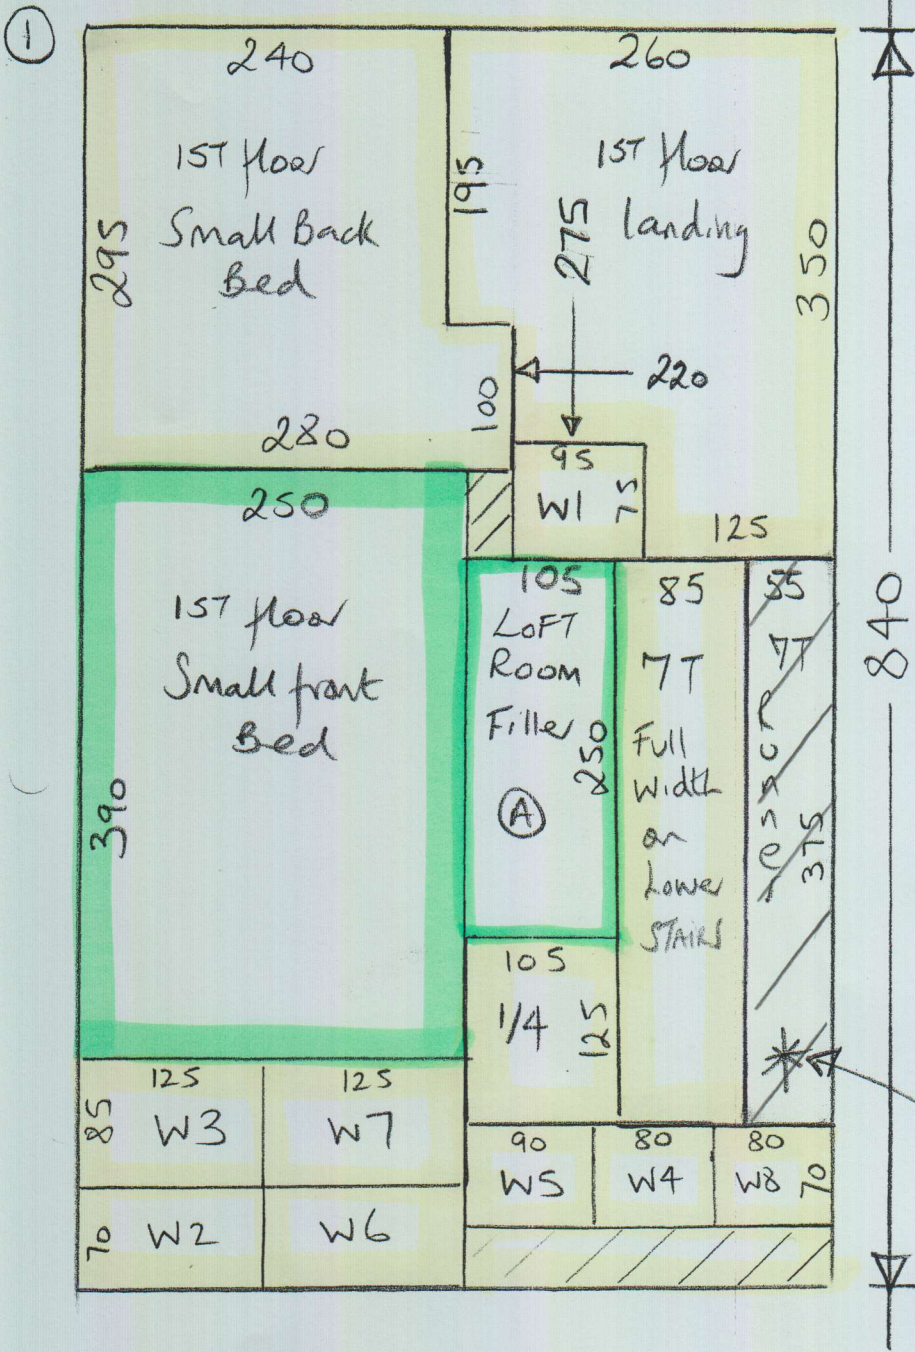 1
240
1ST floor
Small Back
Bed
295
195
280
100
260
1ST floor
landing
275
350
220
95
W1
75
125
250
1ST floor
Small front
Bed
390
105
LOFT
ROOM
Filler
250
A
85
7T
Full
Width
on
Lower
STAIRS
55
7T
375
840
105
1/4
125
125
85
W3
125
W7
70
W2
W6
90
W5
80
W4
80
W8
70